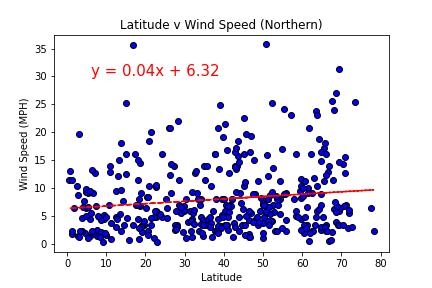 Latitude v Wind Speed (Northern)
y = 0.04x + 6.32
Wind Speed (MPH)
35
30
25
20
15
10
5
0
0 10 20 30 40 50 60 70 80
Latitude